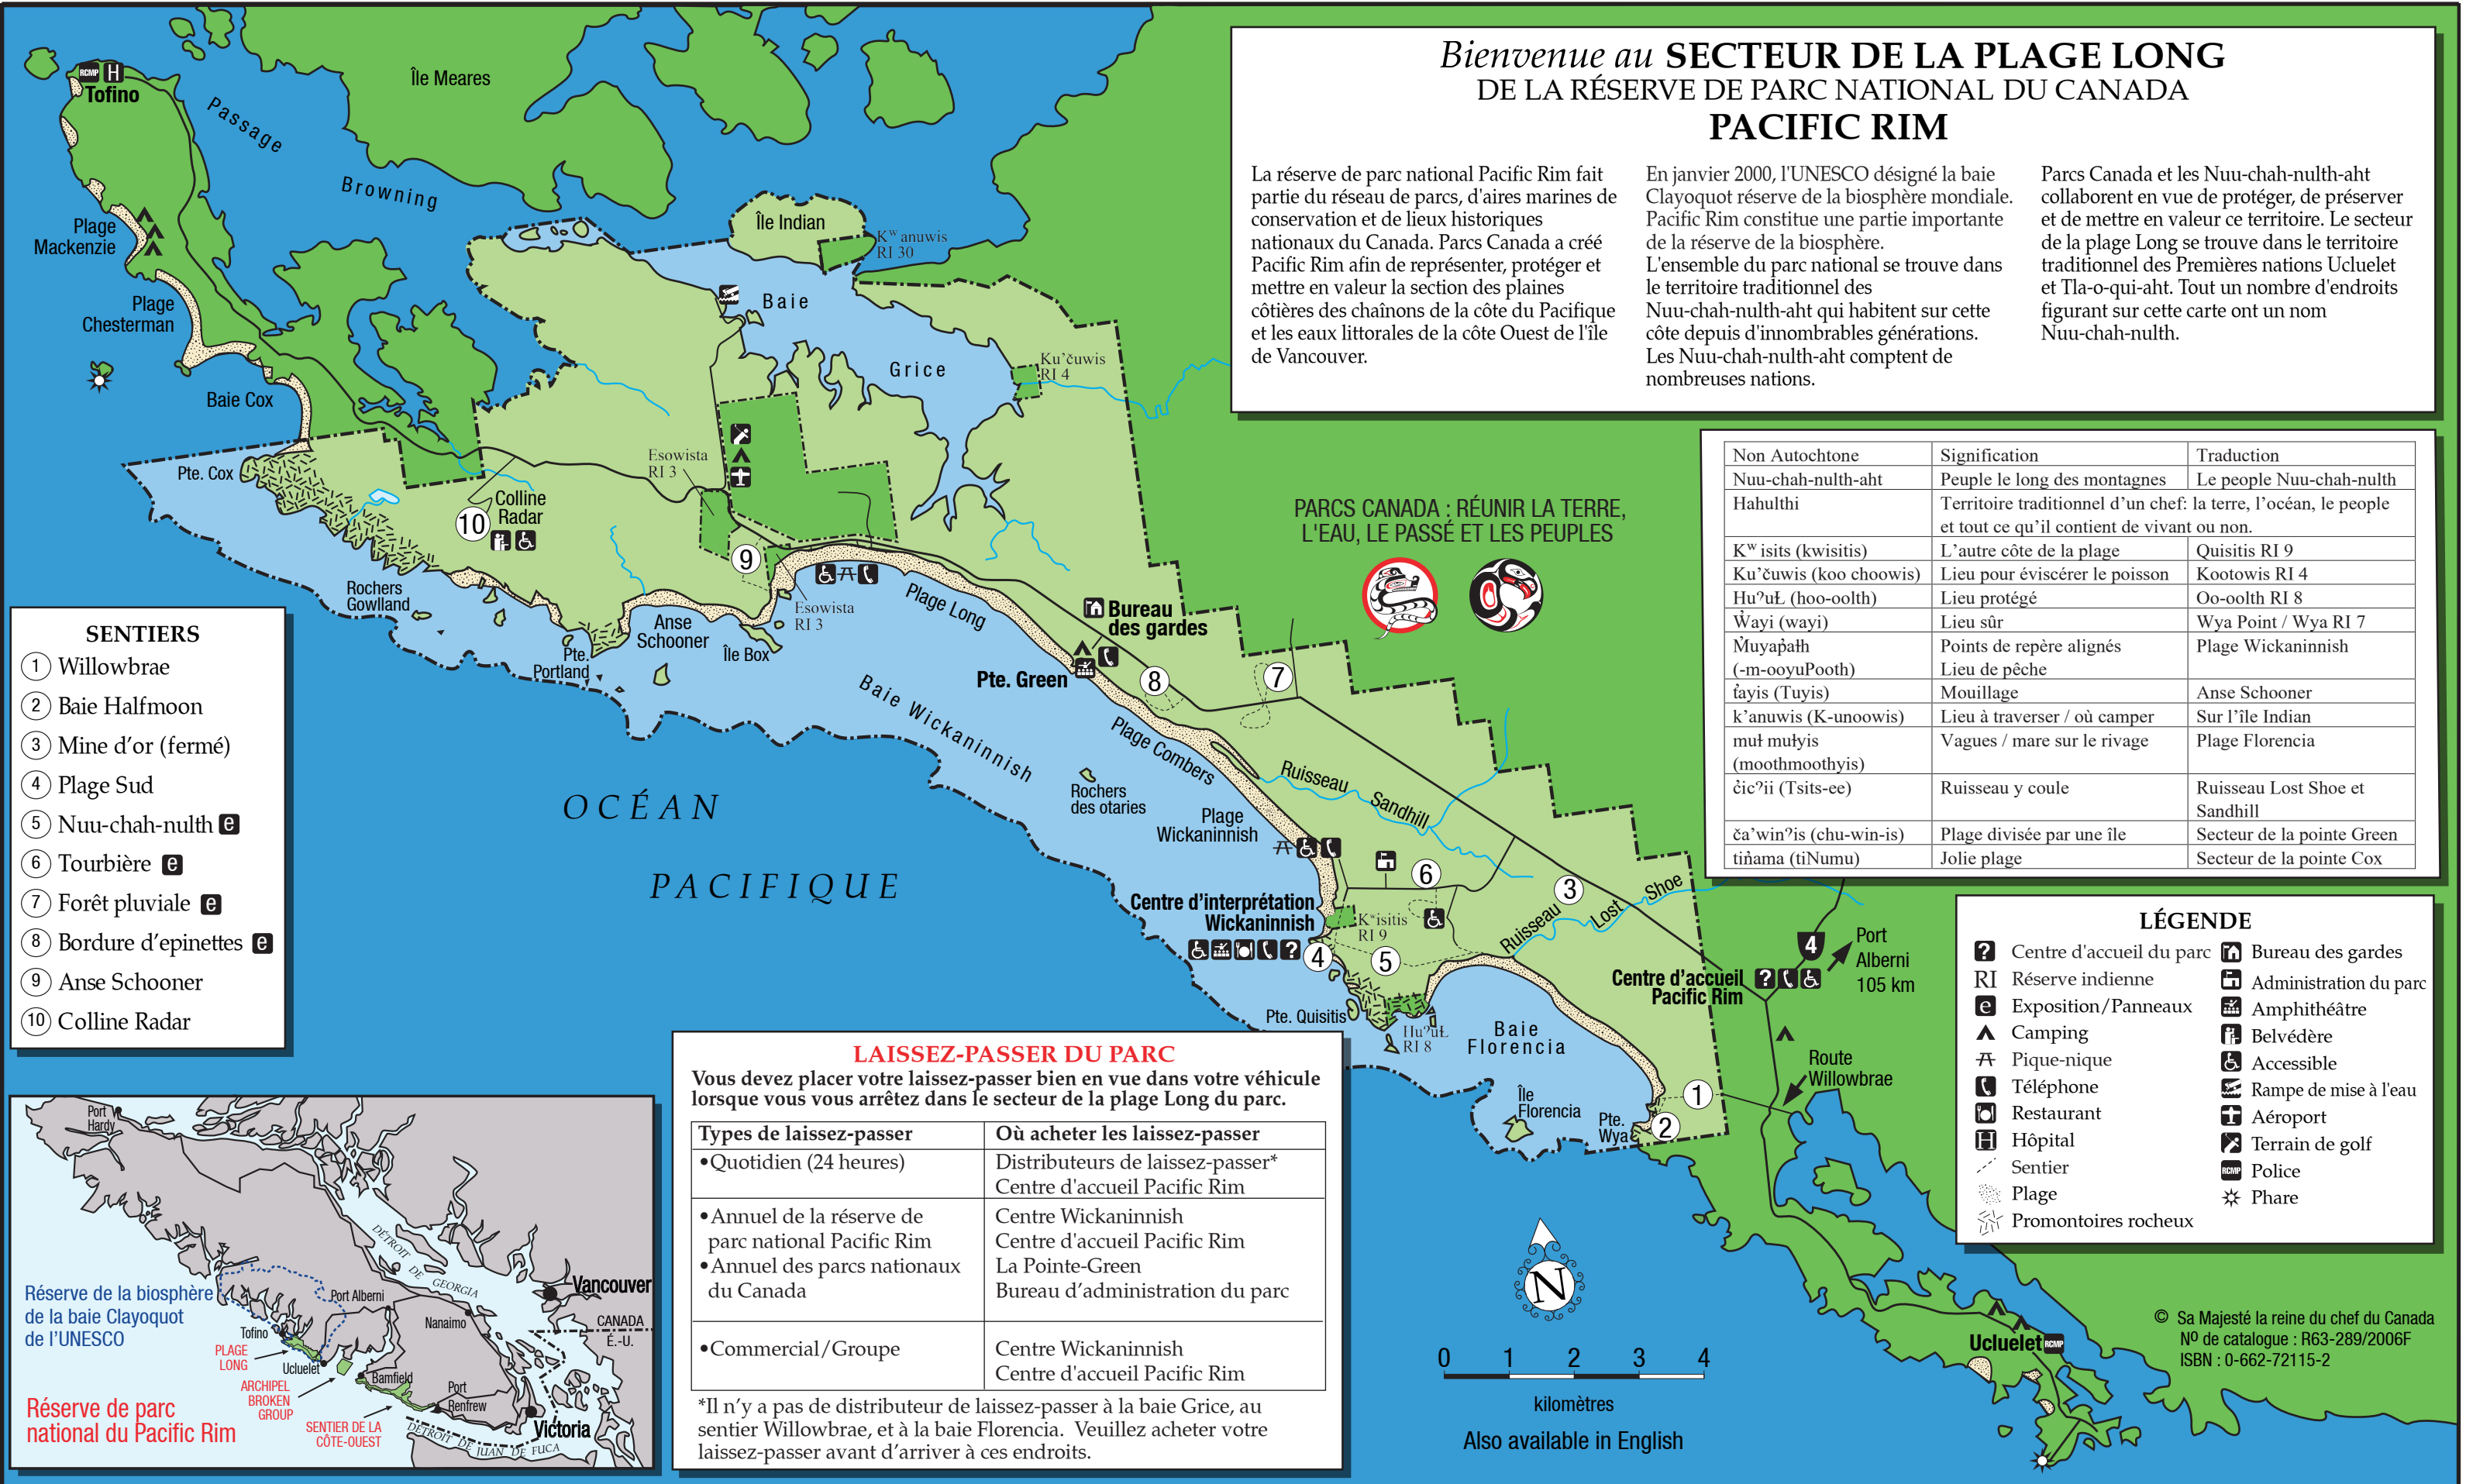 Bienvenue au SECTEUR DE LA PLAGE LONG
DE LA RÉSERVE DE PARC NATIONAL DU CANADA
PACIFIC RIM
La réserve de parc national Pacific Rim fait
partie du réseau de parcs, d'aires marines de
conservation et de lieux historiques
nationaux du Canada. Parcs Canada a créé
Pacific Rim afin de représenter, protéger et
mettre en valeur la section des plaines
côtières des chaînons de la côte du Pacifique
et les eaux littorales de la côte Ouest de l'île
de Vancouver.
En janvier 2000, l'UNESCO désigné la baie
Clayoquot réserve de la biosphère mondiale.
Pacific Rim constitue une partie importante
de la réserve de la biosphère.
L'ensemble du parc national se trouve dans
le territoire traditionnel des
Nuu-chah-nulth-aht qui habitent sur cette
côte depuis d'innombrables générations.
Les Nuu-chah-nulth-aht comptent de
nombreuses nations.
Parcs Canada et les Nuu-chah-nulth-aht
collaborent en vue de protéger, de préserver
et de mettre en valeur ce territoire. Le secteur
de la plage Long se trouve dans le territoire
traditionnel des Premières nations Ucluelet
et Tla-o-qui-aht. Tout un nombre d'endroits
figurant sur cette carte ont un nom
Nuu-chah-nulth.
Non Autochtone Signification Traduction
Nuu-chah-nulth-aht Peuple le long des montagnes Le people Nuu-chah-nulth
Hahulthi Territoire traditionnel d'un chef: la terre, l'océan, le people
et tout ce qu'il contient de vivant ou non.
Kʷ isits (kwisitis) L'autre côte de la plage Quisitis RI 9
Ku'čuwis (koo choowis) Lieu pour éviscérer le poisson Kootowis RI 4
Huˀuł (hoo-oolth) Lieu protégé Oo-oolth RI 8
W̓ayi (wayi) Lieu sûr Wya Point / Wya RI 7
M̓uyap̓ałh Points de repère alignés Plage Wickaninnish
(-m-ooyuPooth) Lieu de pêche
t̓ayis (Tuyis) Mouillage Anse Schooner
k'anuwis (K-unoowis) Lieu à traverser / où camper Sur l'île Indian
muł mułyis Vagues / mare sur le rivage Plage Florencia
(moothmoothyis)
c̓icˀii (Tsits-ee) Ruisseau y coule Ruisseau Lost Shoe et
Sandhill
ča'winˀis (chu-win-is) Plage divisée par une île Secteur de la pointe Green
tin̓ama (tiNumu) Jolie plage Secteur de la pointe Cox
PARCS CANADA : RÉUNIR LA TERRE,
L'EAU, LE PASSÉ ET LES PEUPLES
RCMP H
Tofino
Passage
Browning
Île Meares
Plage
Mackenzie
Plage
Chesterman
Baie Cox
Pte. Cox
Île Indian
Kʷ anuwis
RI 30
Baie
Grice
Ku'čuwis
RI 4
Esowista
RI 3
10
Colline
Radar
9
Rochers
Gowlland
Pte.
Portland
Anse
Schooner
Île Box
Esowista
RI 3
Plage Long
Bureau
des gardes
Pte. Green
8
7
Baie Wickaninnish
Plage Combers
Rochers
des otaries
Plage
Wickaninnish
Ruisseau
Sandhill
OCÉAN
PACIFIQUE
6
3
Centre d'interprétation
Wickaninnish
?
4
Kʷisitis
RI 9
5
Ruisseau
Lost
Shoe
Pte. Quisitis
Huˀuł
RI 8
Baie
Florencia
Île
Florencia
Pte.
Wya
1
2
Centre d'accueil
Pacific Rim
?
4
Port
Alberni
105 km
Route
Willowbrae
Ucluelet
RCMP
SENTIERS
1 Willowbrae
2 Baie Halfmoon
3 Mine d'or (fermé)
4 Plage Sud
5 Nuu-chah-nulth e
6 Tourbière e
7 Forêt pluviale e
8 Bordure d'epinettes e
9 Anse Schooner
10 Colline Radar
LÉGENDE
? Centre d'accueil du parc
RI Réserve indienne
e Exposition/Panneaux
Camping
Pique-nique
Téléphone
Restaurant
H Hôpital
Sentier
Plage
Promontoires rocheux
Bureau des gardes
Administration du parc
Amphithéâtre
Belvédère
Accessible
Rampe de mise à l'eau
Aéroport
Terrain de golf
RCMP Police
Phare
LAISSEZ-PASSER DU PARC
Vous devez placer votre laissez-passer bien en vue dans votre véhicule
lorsque vous vous arrêtez dans le secteur de la plage Long du parc.
Types de laissez-passer Où acheter les laissez-passer
•Quotidien (24 heures) Distributeurs de laissez-passer*
Centre d'accueil Pacific Rim
•Annuel de la réserve de Centre Wickaninnish
parc national Pacific Rim Centre d'accueil Pacific Rim
•Annuel des parcs nationaux La Pointe-Green
du Canada Bureau d'administration du parc
•Commercial/Groupe Centre Wickaninnish
Centre d'accueil Pacific Rim
*Il n'y a pas de distributeur de laissez-passer à la baie Grice, au
sentier Willowbrae, et à la baie Florencia. Veuillez acheter votre
laissez-passer avant d'arriver à ces endroits.
Port
Hardy
DÉTROIT
DE
GEORGIA
Vancouver
CANADA
É.-U.
Port Alberni
Nanaimo
Réserve de la biosphère
de la baie Clayoquot
de l'UNESCO
Tofino
PLAGE
LONG
Ucluelet
ARCHIPEL
BROKEN
GROUP
Bamfield
Port
Renfrew
SENTIER DE LA
CÔTE-OUEST
Victoria
DÉTROIT DE JUAN DE FUCA
Réserve de parc
national du Pacific Rim
N
0 1 2 3 4
kilomètres
Also available in English
© Sa Majesté la reine du chef du Canada
Nº de catalogue : R63-289/2006F
ISBN : 0-662-72115-2